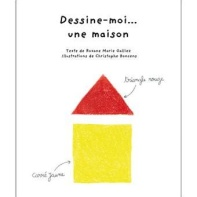 Dessine-moi...
une maison
Texte de Roxane Marie Galliez
Illustrations de Christophe Boncens
triangle rouge
carré jaune